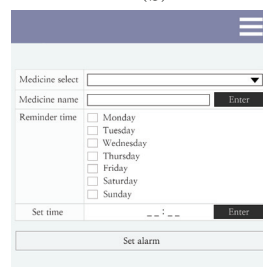 Medicine select
Medicine name
Enter
Reminder time
Monday
Tuesday
Wednesday
Thursday
Friday
Saturday
Sunday
Set time
_ _ : _ _
Enter
Set alarm